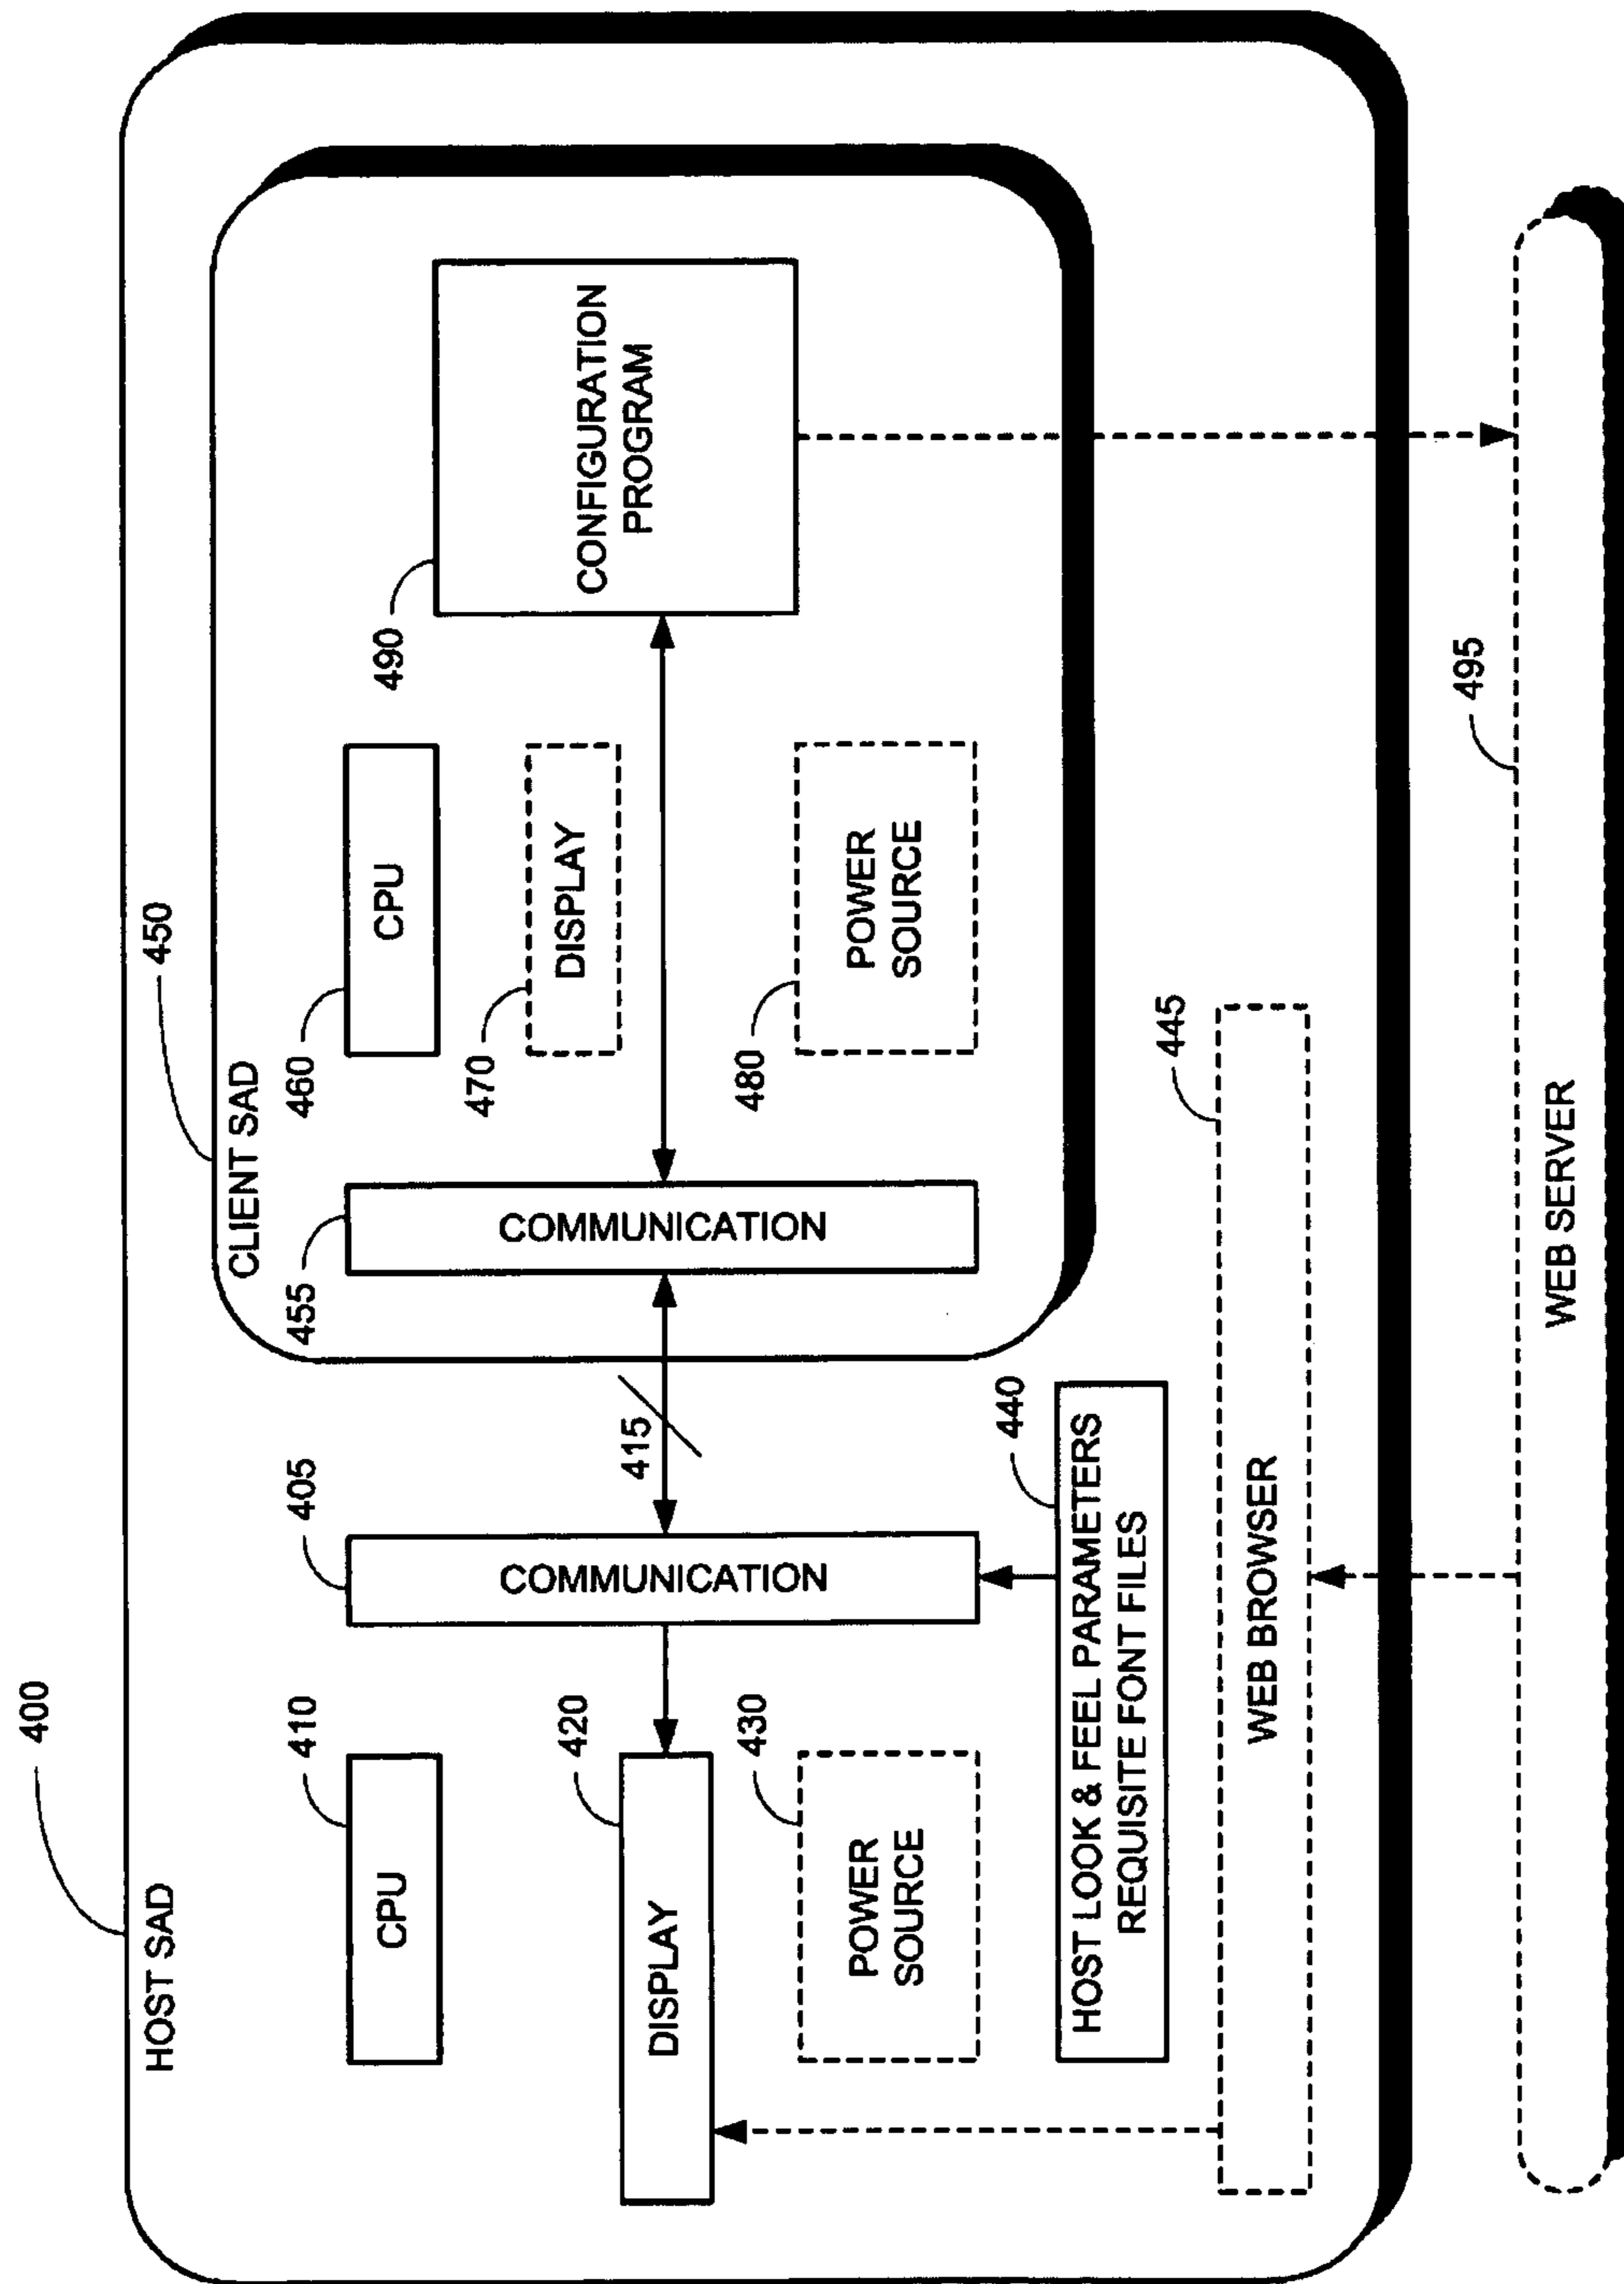 400
HOST SAD
410
CPU
420
DISPLAY
430
POWER
SOURCE
405
COMMUNICATION
415
440
HOST LOOK & FEEL PARAMETERS
REQUISITE FONT FILES
445
WEB BROWSER
450
CLIENT SAD
455
COMMUNICATION
460
CPU
470
DISPLAY
480
POWER
SOURCE
490
CONFIGURATION
PROGRAM
495
WEB SERVER